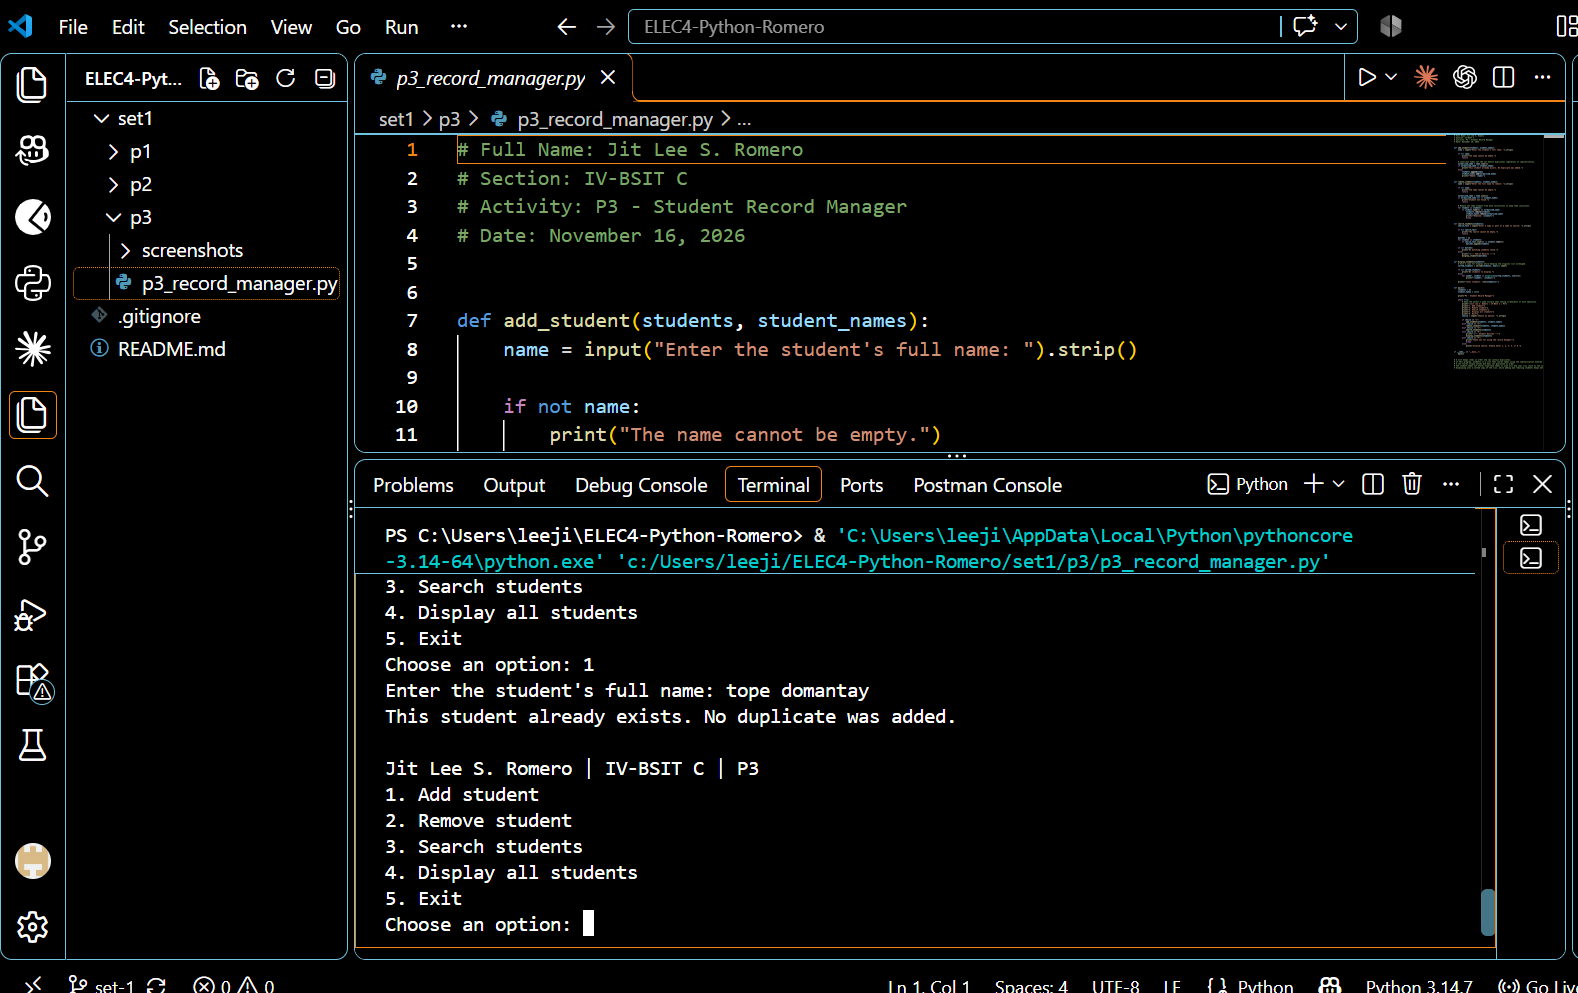 File Edit Selection View Go Run ···
ELEC4-Python-Romero
ELEC4-Pyt...
set1
p1
p2
p3
screenshots
p3_record_manager.py
.gitignore
README.md
p3_record_manager.py
set1 > p3 > p3_record_manager.py > ...
1 # Full Name: Jit Lee S. Romero
2 # Section: IV-BSIT C
3 # Activity: P3 - Student Record Manager
4 # Date: November 16, 2026
5
6
7 def add_student(students, student_names):
8 name = input("Enter the student's full name: ").strip()
9
10 if not name:
11 print("The name cannot be empty.")
Problems Output Debug Console Terminal Ports Postman Console
Python
PS C:\Users\leeji\ELEC4-Python-Romero> & 'C:\Users\leeji\AppData\Local\Python\pythoncore
-3.14-64\python.exe' 'c:/Users/leeji/ELEC4-Python-Romero/set1/p3/p3_record_manager.py'
3. Search students
4. Display all students
5. Exit
Choose an option: 1
Enter the student's full name: tope domantay
This student already exists. No duplicate was added.
Jit Lee S. Romero | IV-BSIT C | P3
1. Add student
2. Remove student
3. Search students
4. Display all students
5. Exit
Choose an option:
set-1 0 0 Ln 1, Col 1 Spaces: 4 UTF-8 LF Python Python 3.14.7 Go Live